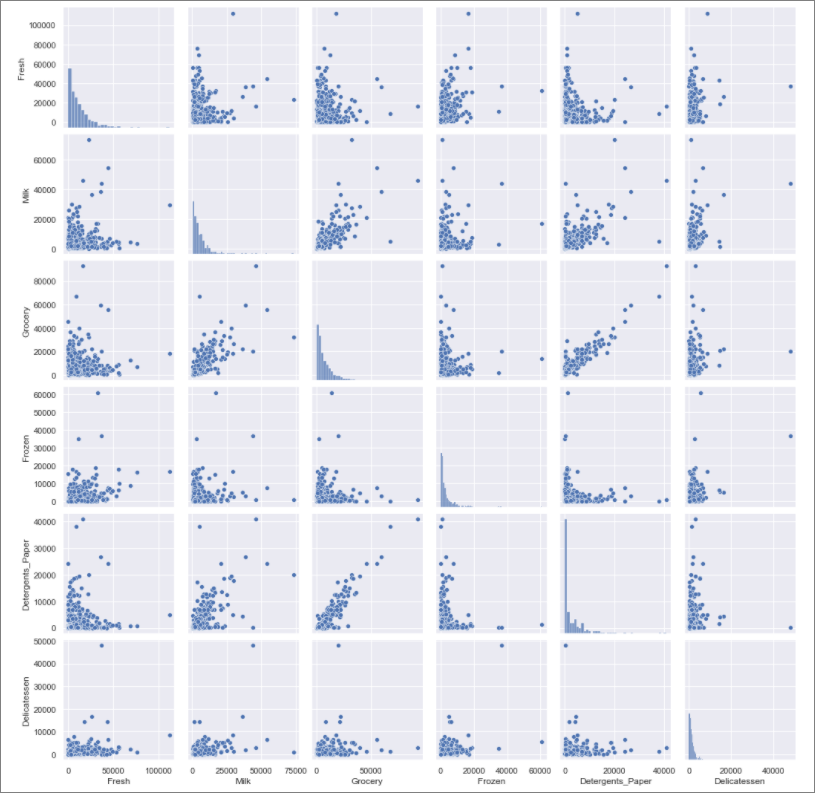 100000
80000
60000
40000
20000
0
Fresh
60000
40000
20000
0
Milk
80000
60000
40000
20000
0
Grocery
60000
50000
40000
30000
20000
10000
0
Frozen
40000
30000
20000
10000
0
Detergents_Paper
50000
40000
30000
20000
10000
0
Delicatessen
0 50000 100000
Fresh
0 25000 50000 75000
Milk
0 50000
Grocery
0 20000 40000 60000
Frozen
0 20000 40000
Detergents_Paper
0 20000 40000
Delicatessen